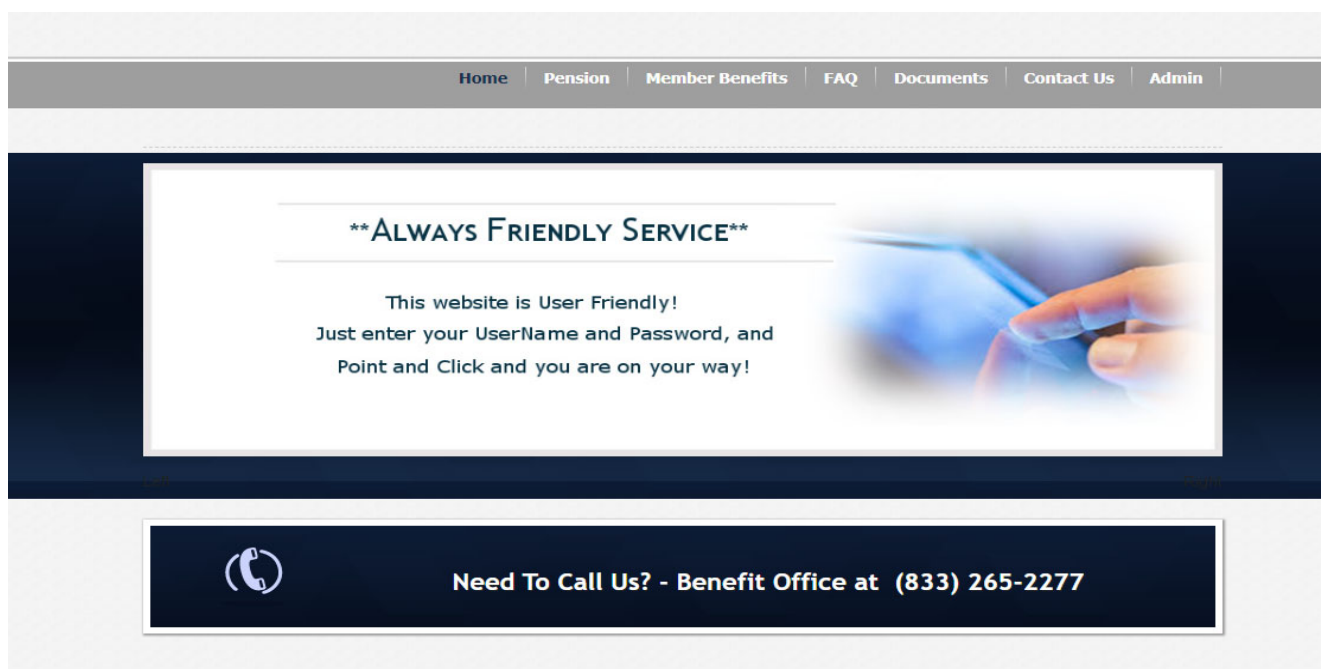 Home Pension Member Benefits FAQ Documents Contact Us Admin
**Always Friendly Service**
This website is User Friendly!
Just enter your UserName and Password, and
Point and Click and you are on your way!
Left Right
Need To Call Us? - Benefit Office at (833) 265-2277